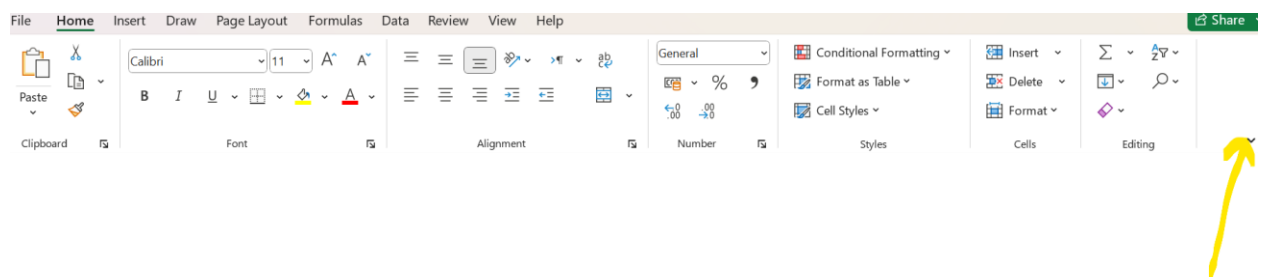 File Home Insert Draw Page Layout Formulas Data Review View Help Share
Calibri 11 A A General Conditional Formatting Insert
Paste B I U A % Format as Table Delete
Cell Styles Format
Clipboard Font Alignment Number Styles Cells Editing